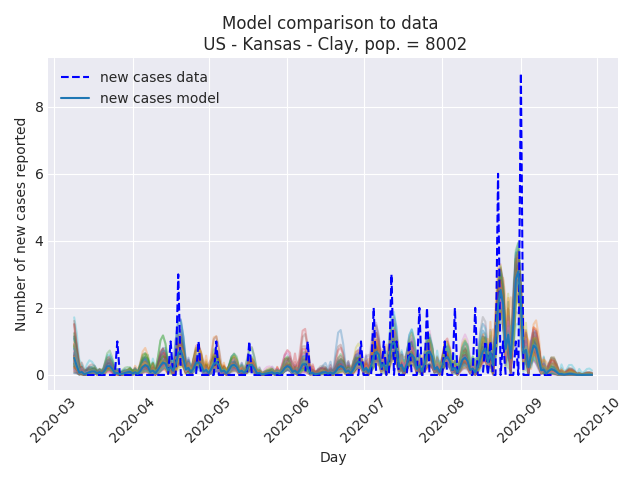 Model comparison to data
US - Kansas - Clay, pop. = 8002
new cases data
new cases model
Number of new cases reported
8
6
4
2
0
2020-03
2020-04
2020-05
2020-06
2020-07
2020-08
2020-09
2020-10
Day